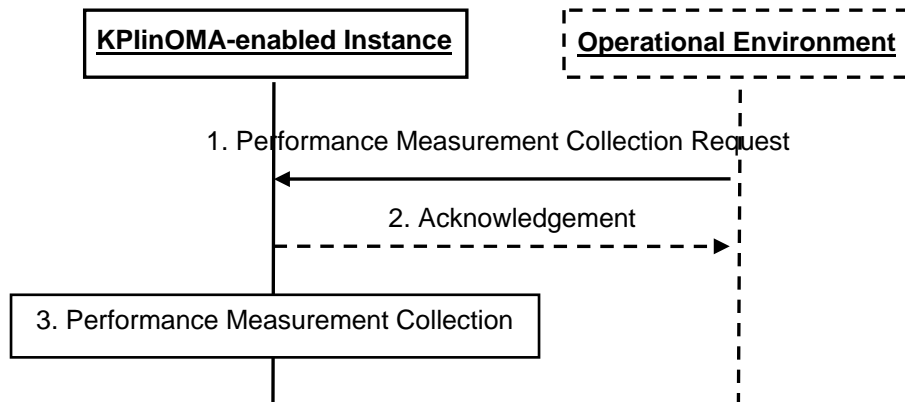 KPIinOMA-enabled Instance
Operational Environment
1. Performance Measurement Collection Request
2. Acknowledgement
3. Performance Measurement Collection